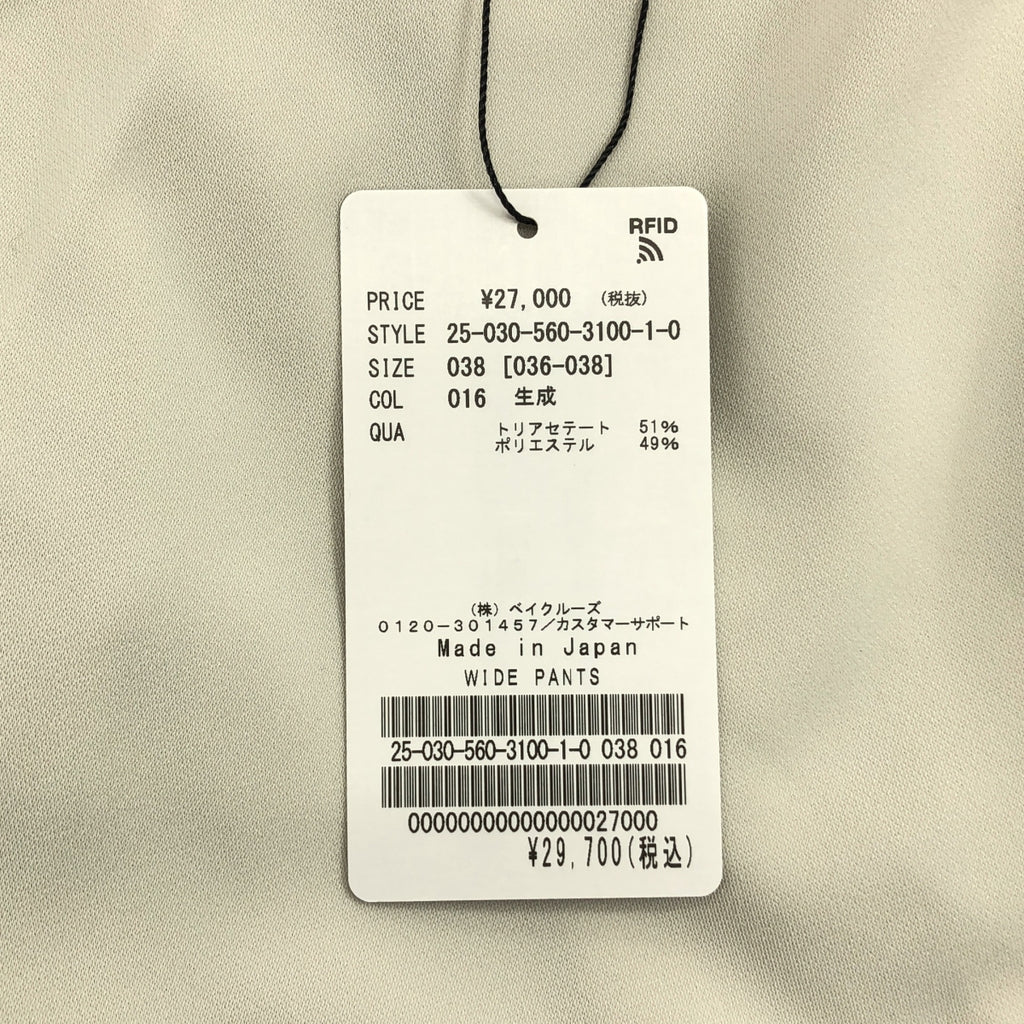 RFID
PRICE ¥27,000 (税抜)
STYLE 25-030-560-3100-1-0
SIZE 038 [036-038]
COL 016 生成
QUA トリアセテート 51%
ポリエステル 49%
(株) ベイクルーズ
0120-301457/カスタマーサポート
Made in Japan
WIDE PANTS
25-030-560-3100-1-0 038 016
00000000000000027000
¥29,700(税込)